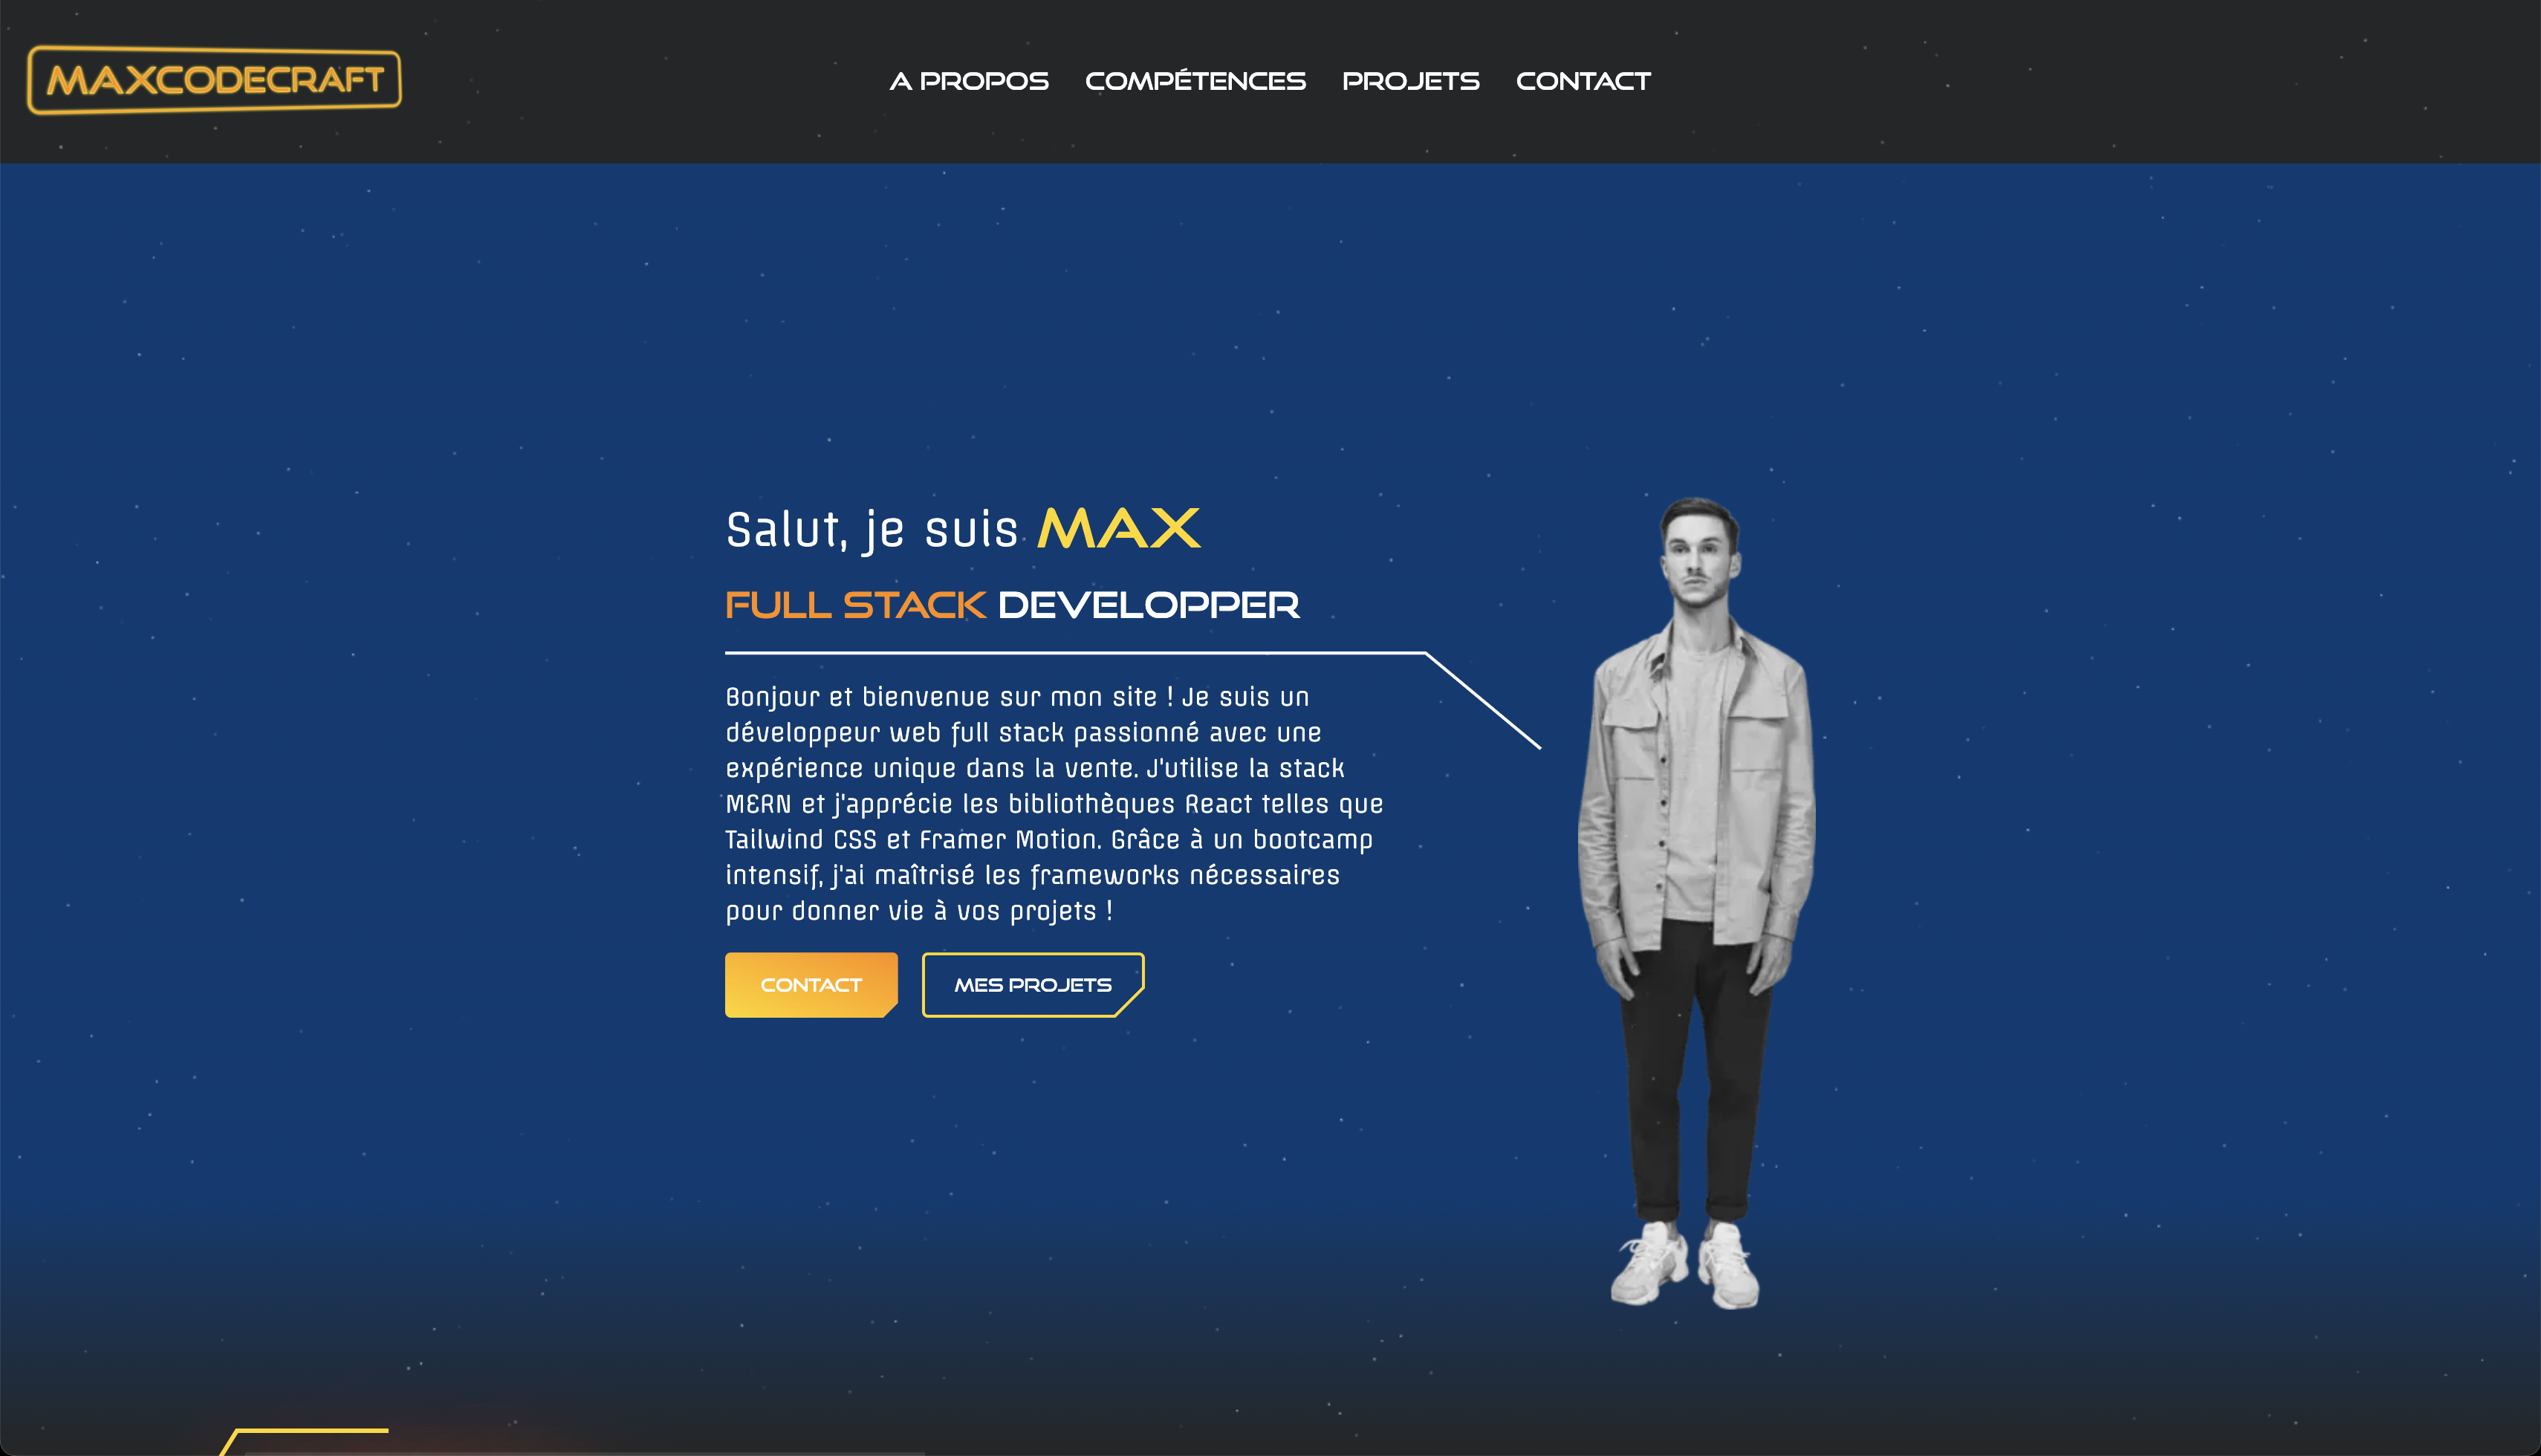 MAXCODECRAFT
A PROPOS COMPÉTENCES PROJETS CONTACT
Salut, je suis MAX
FULL STACK DEVELOPPER
Bonjour et bienvenue sur mon site ! Je suis un
développeur web full stack passionné avec une
expérience unique dans la vente. J'utilise la stack
MERN et j'apprécie les bibliothèques React telles que
Tailwind CSS et Framer Motion. Grâce à un bootcamp
intensif, j'ai maîtrisé les frameworks nécessaires
pour donner vie à vos projets !
CONTACT MES PROJETS